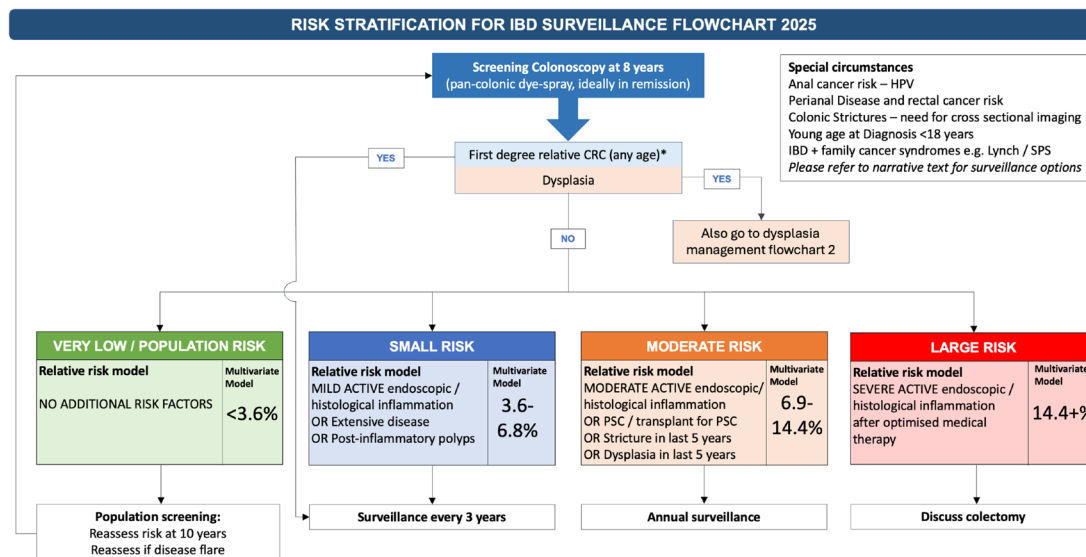 RISK STRATIFICATION FOR IBD SURVEILLANCE FLOWCHART 2025
Screening Colonoscopy at 8 years
(pan-colonic dye-spray, ideally in remission)
Special circumstances
Anal cancer risk – HPV
Perianal Disease and rectal cancer risk
Colonic Strictures – need for cross sectional imaging
Young age at Diagnosis <18 years
IBD + family cancer syndromes e.g. Lynch / SPS
Please refer to narrative text for surveillance options
YES
First degree relative CRC (any age)*
Dysplasia
YES
Also go to dysplasia
management flowchart 2
NO
VERY LOW / POPULATION RISK
Relative risk model
NO ADDITIONAL RISK FACTORS
Multivariate
Model
<3.6%
SMALL RISK
Relative risk model
MILD ACTIVE endoscopic /
histological inflammation
OR Extensive disease
OR Post-inflammatory polyps
Multivariate
Model
3.6-
6.8%
MODERATE RISK
Relative risk model
MODERATE ACTIVE endoscopic/
histological inflammation
OR PSC / transplant for PSC
OR Stricture in last 5 years
OR Dysplasia in last 5 years
Multivariate
Model
6.9-
14.4%
LARGE RISK
Relative risk model
SEVERE ACTIVE endoscopic /
histological inflammation
after optimised medical
therapy
Multivariate
Model
14.4+%
Population screening:
Reassess risk at 10 years
Reassess if disease flare
Surveillance every 3 years
Annual surveillance
Discuss colectomy